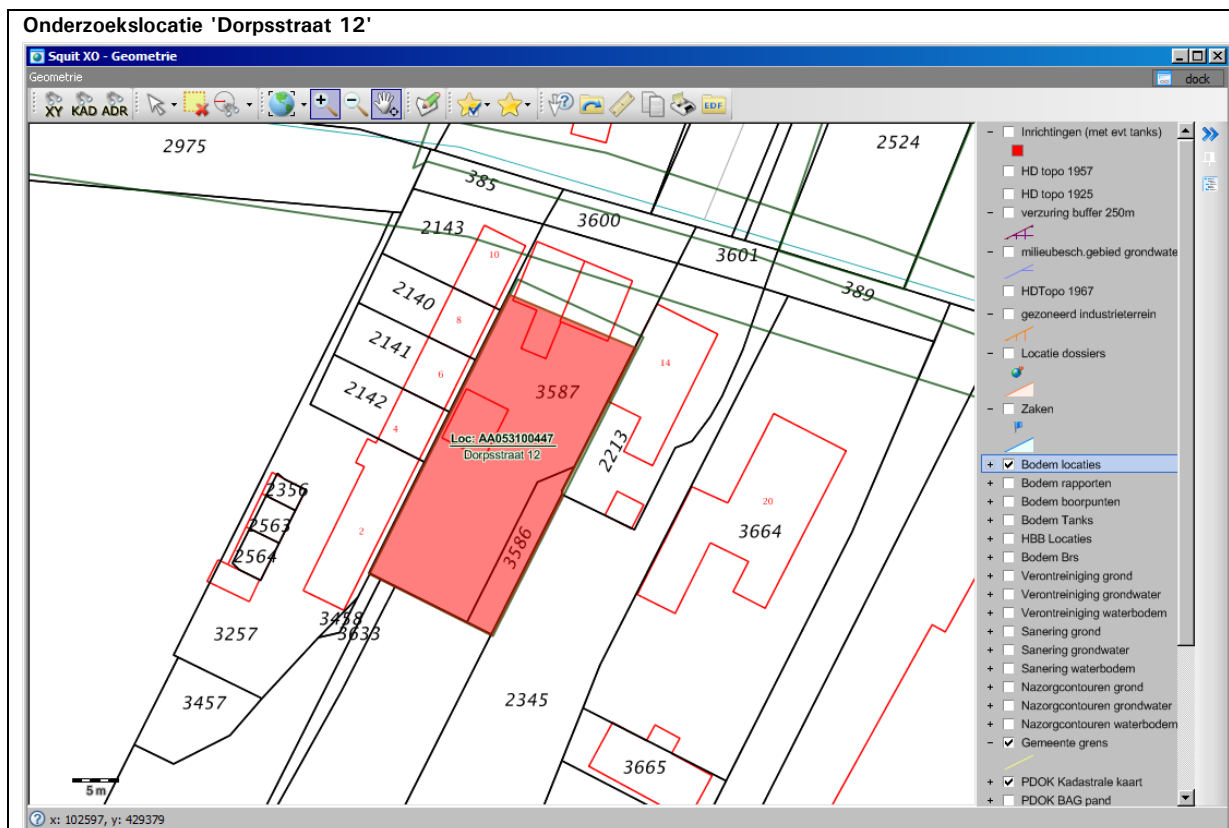 Onderzoekslocatie 'Dorpsstraat 12'
Squit XO - Geometrie
Geometrie
dock
XY KAD ADR
EDF
2975
2524
385
3600
2143
3601
10
389
2140
8
14
2141
6
3587
2142
4
Loc: AA053100447
Dorpsstraat 12
2213
2356
20
2563
2
3586
3664
2564
3458
3257
3633
3457
2345
3665
5 m
Inrichtingen (met evt tanks)
HD topo 1957
HD topo 1925
verzuring buffer 250m
milieubesch.gebied grondwate
HDTopo 1967
gezoneerd industrieterrein
Locatie dossiers
Zaken
Bodem locaties
Bodem rapporten
Bodem boorpunten
Bodem Tanks
HBB Locaties
Bodem Brs
Verontreiniging grond
Verontreiniging grondwater
Verontreiniging waterbodem
Sanering grond
Sanering grondwater
Sanering waterbodem
Nazorgcontouren grond
Nazorgcontouren grondwater
Nazorgcontouren waterbodem
Gemeente grens
PDOK Kadastrale kaart
PDOK BAG pand
x: 102597, y: 429379